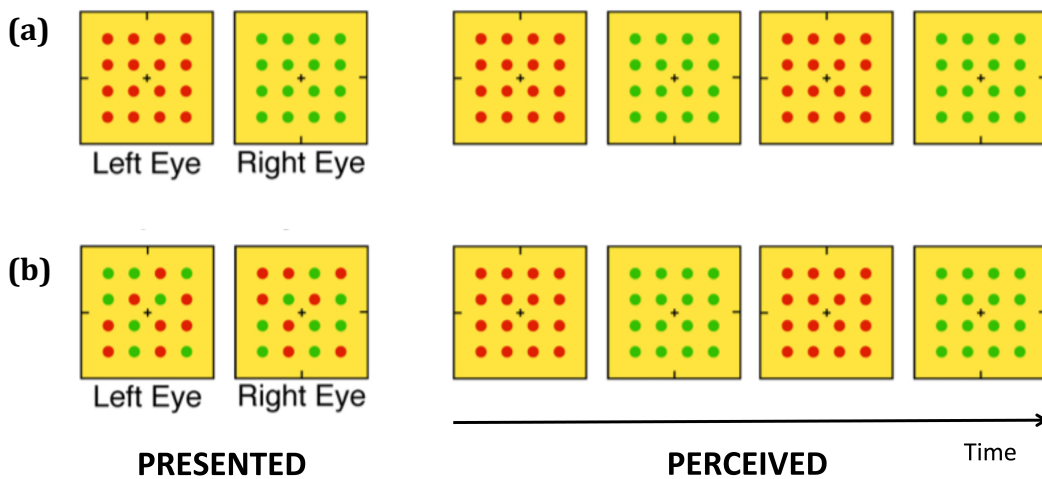 (a)
Left Eye
Right Eye
(b)
Left Eye
Right Eye
Time
PRESENTED
PERCEIVED